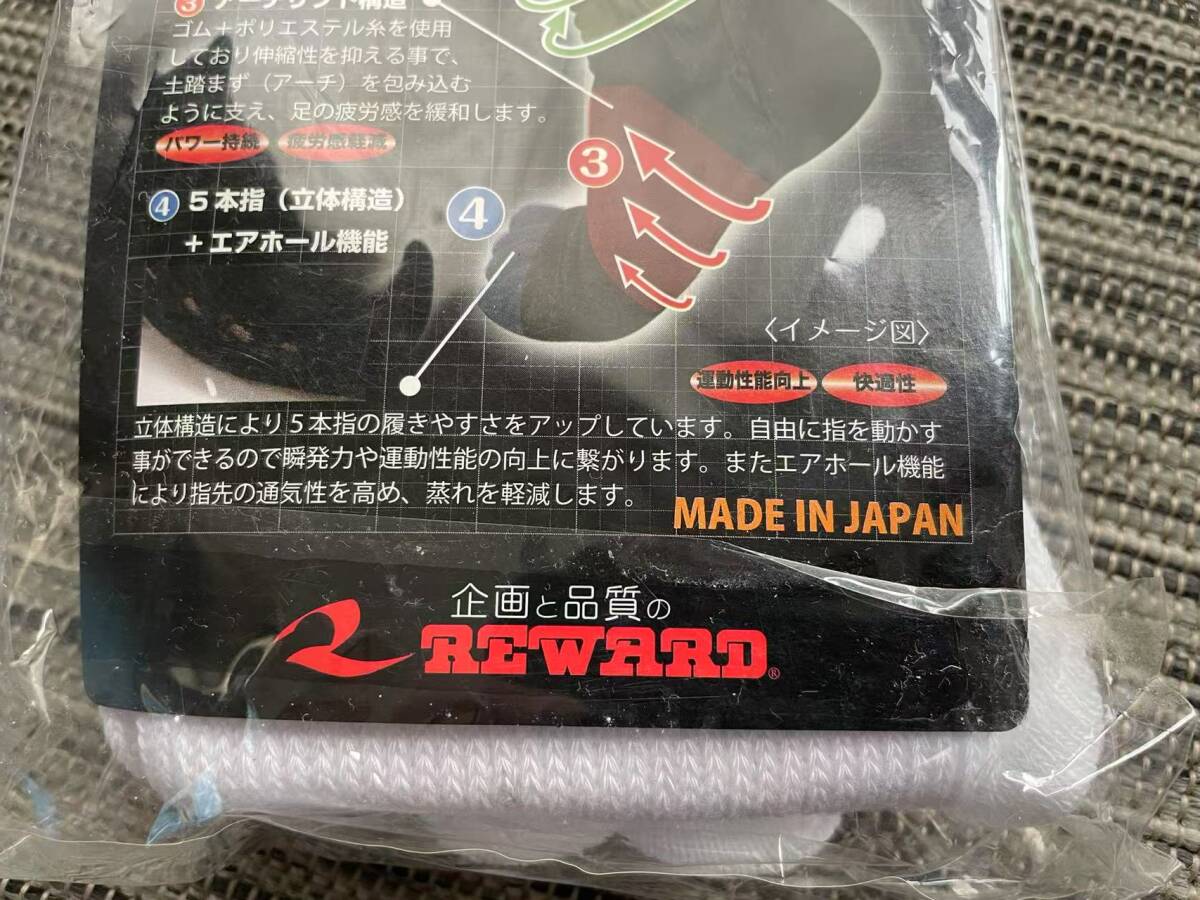 ③ アーチリフト構造
ゴム+ポリエステル糸を使用
しており伸縮性を抑える事で、
土踏まず(アーチ)を包み込む
ように支え、足の疲労感を緩和します。
パワー持続 疲労感軽減
③
④ 5本指(立体構造)
+エアホール機能
④
〈イメージ図〉
運動性能向上 快適性
立体構造により5本指の履きやすさをアップしています。自由に指を動かす
事ができるので瞬発力や運動性能の向上に繋がります。またエアホール機能
により指先の通気性を高め、蒸れを軽減します。
MADE IN JAPAN
企画と品質の
REWARD®